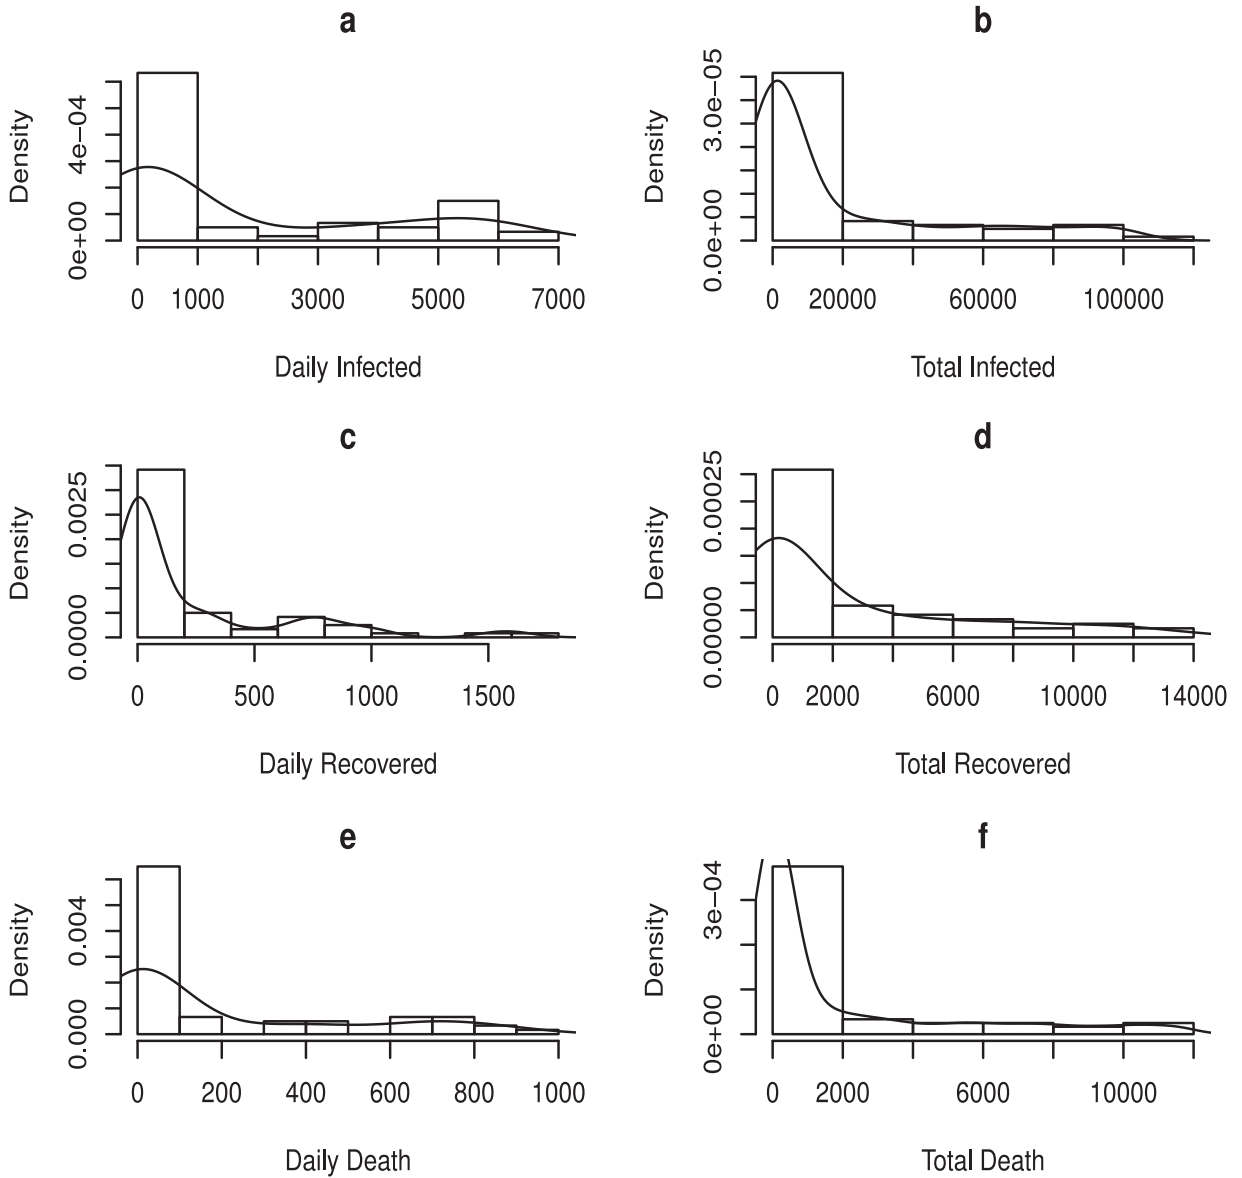 a
Density
0e+00 4e−04
0 1000 3000 5000 7000
Daily Infected
b
Density
0.0e+00 3.0e−05
0 20000 60000 100000
Total Infected
c
Density
0.0000 0.0025
0 500 1000 1500
Daily Recovered
d
Density
0.00000 0.00025
0 2000 6000 10000 14000
Total Recovered
e
Density
0.000 0.004
0 200 400 600 800 1000
Daily Death
f
Density
0e+00 3e−04
0 2000 6000 10000
Total Death